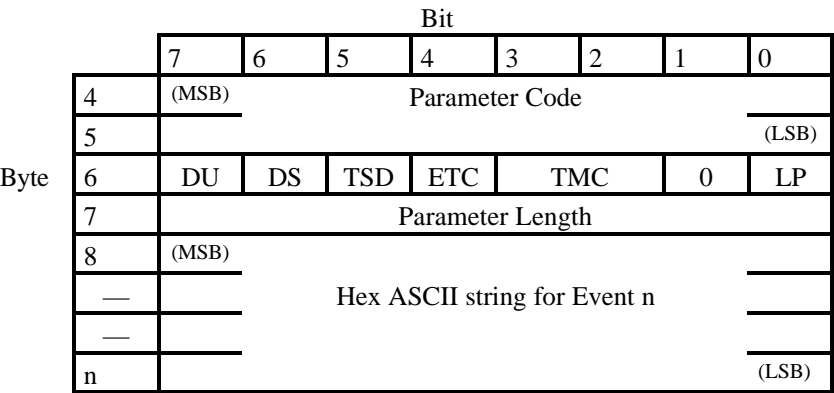 Bit
7 6 5 4 3 2 1 0
4 (MSB) Parameter Code
5 (LSB)
Byte 6 DU DS TSD ETC TMC 0 LP
7 Parameter Length
8 (MSB)
— Hex ASCII string for Event n
—
n (LSB)